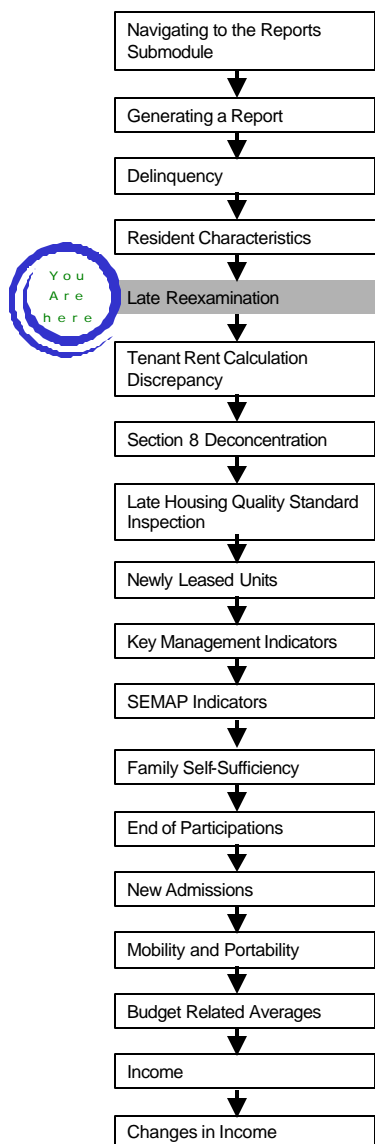 Navigating to the Reports
Submodule
Generating a Report
Delinquency
Resident Characteristics
You
Are
here
Late Reexamination
Tenant Rent Calculation
Discrepancy
Section 8 Deconcentration
Late Housing Quality Standard
Inspection
Newly Leased Units
Key Management Indicators
SEMAP Indicators
Family Self-Sufficiency
End of Participations
New Admissions
Mobility and Portability
Budget Related Averages
Income
Changes in Income